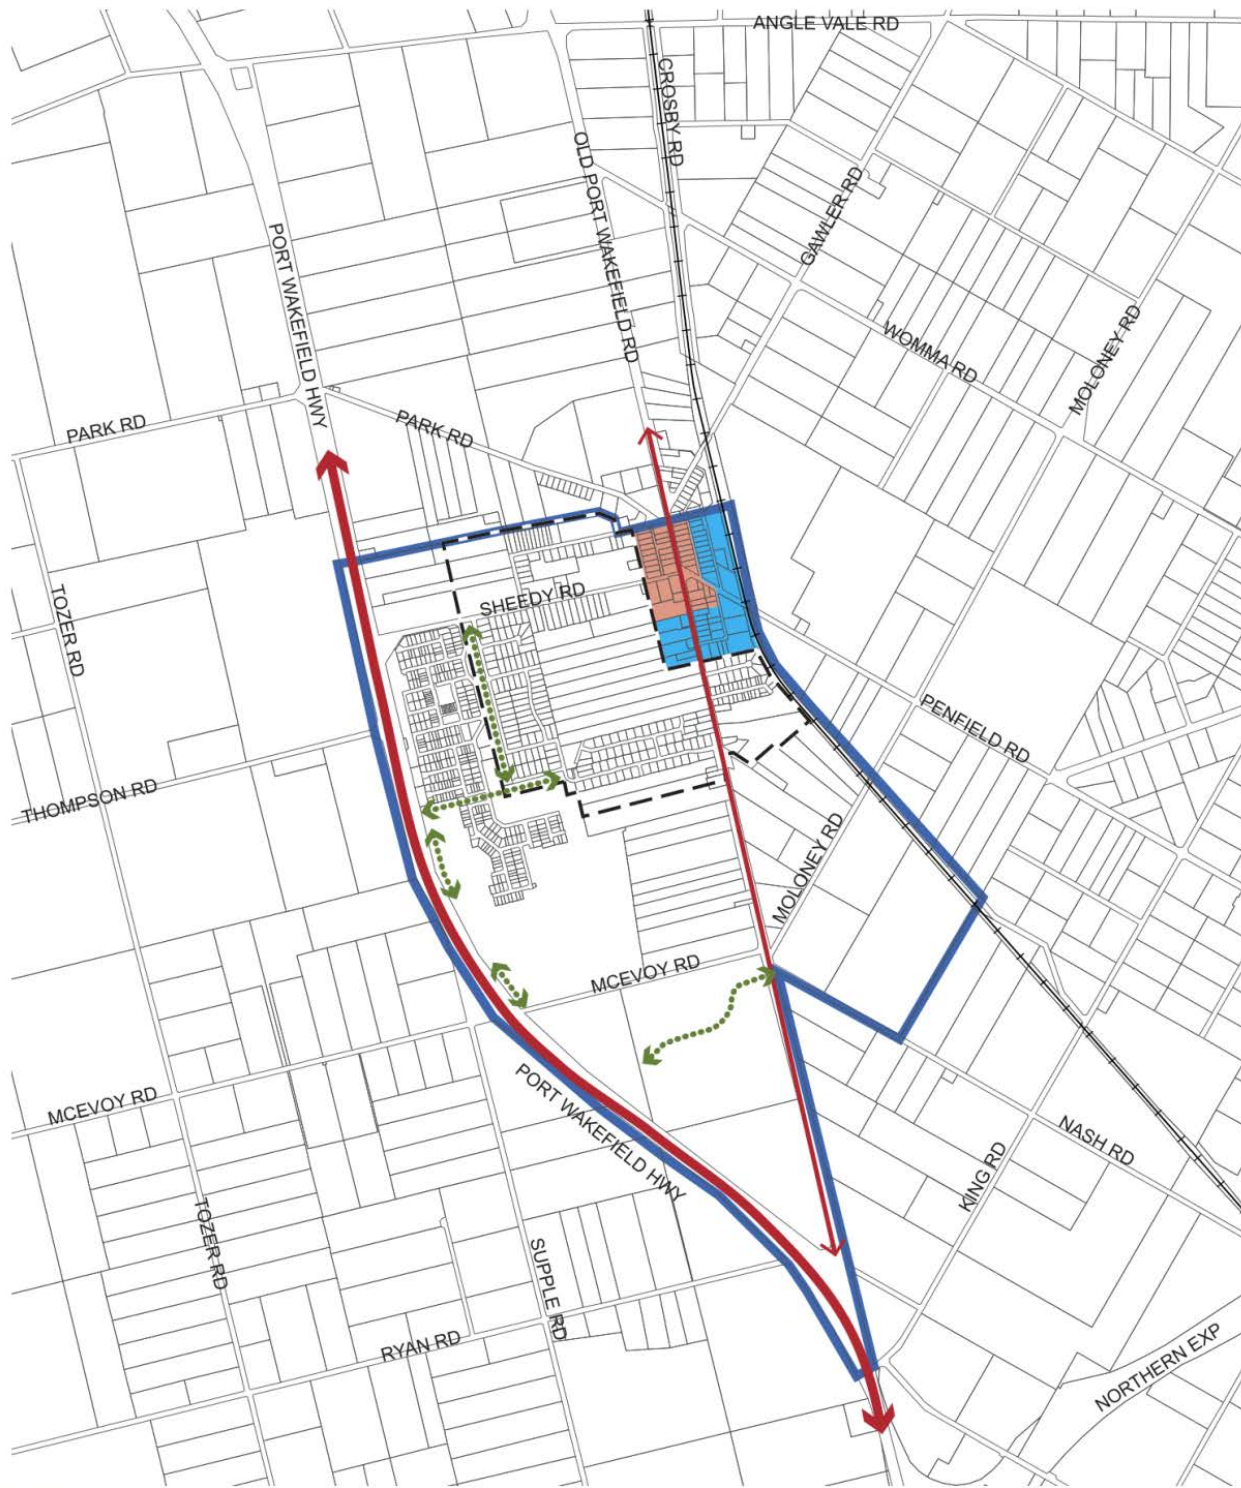 ANGLE VALE RD
CROSBY RD
OLD PORT WAKEFIELD RD
GAWLER RD
PORT WAKEFIELD HWY
WOMMA RD
MOLONEY RD
PARK RD
PARK RD
SHEEDY RD
TOZER RD
PENFIELD RD
THOMPSON RD
MOLONEY RD
MCEVOY RD
MCEVOY RD
PORT WAKEFIELD HWY
NASH RD
KING RD
TOZER RD
SUPPLE RD
RYAN RD
NORTHERN EXP